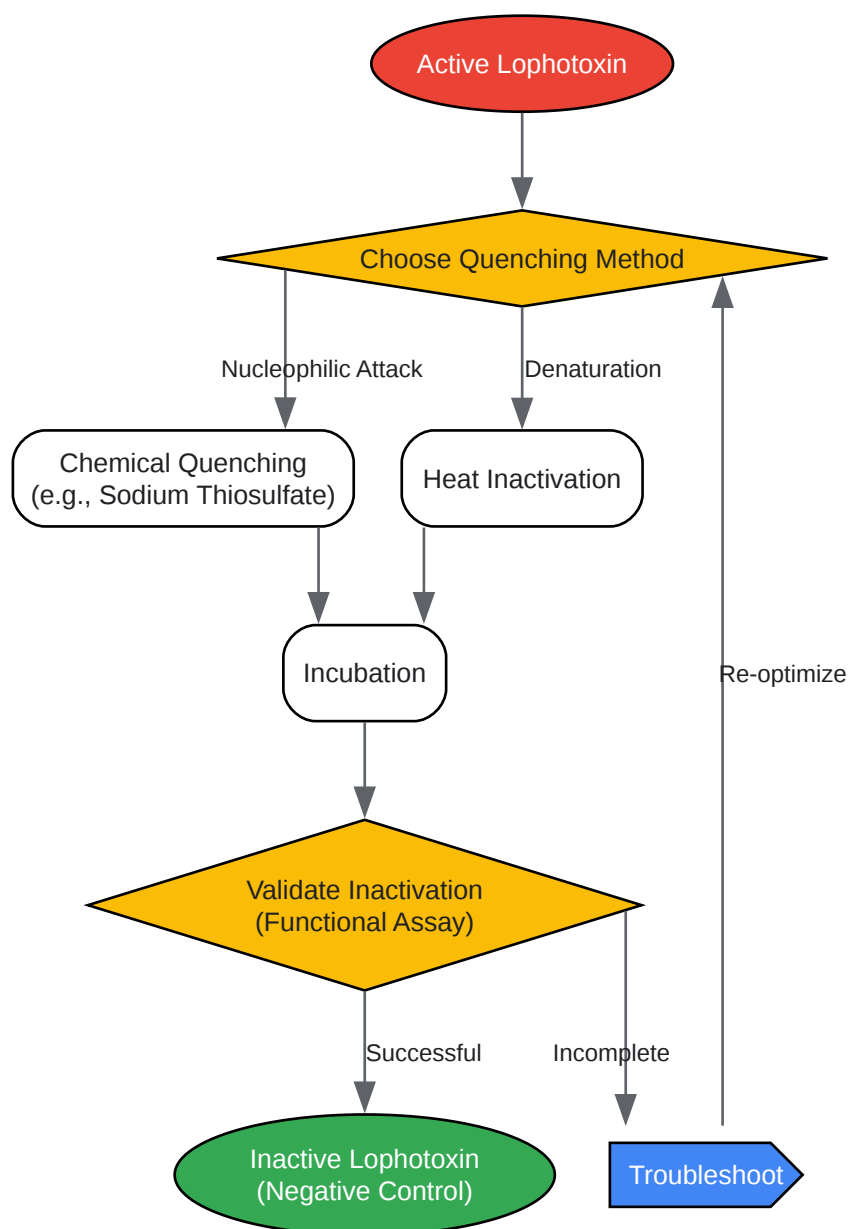 Active Lophotoxin
Choose Quenching Method
Nucleophilic Attack
Denaturation
Chemical Quenching
(e.g., Sodium Thiosulfate)
Heat Inactivation
Incubation
Re-optimize
Validate Inactivation
(Functional Assay)
Successful
Incomplete
Inactive Lophotoxin
(Negative Control)
Troubleshoot